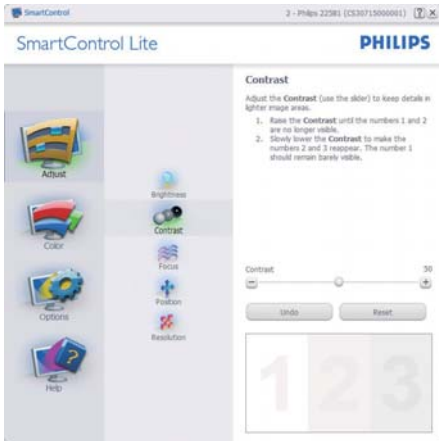 SmartControl
2 - Philips 225B1 (CS30715000001)
SmartControl Lite
PHILIPS
Adjust
Color
Options
Help
Brightness
Contrast
Focus
Position
Resolution
Contrast
Adjust the Contrast (use the slider) to keep details in
lighter image areas.
1. Raise the Contrast until the numbers 1 and 2
are no longer visible.
2. Slowly lower the Contrast to make the
numbers 2 and 3 reappear. The number 1
should remain barely visible.
Contrast 50
Undo Reset
1 2 3